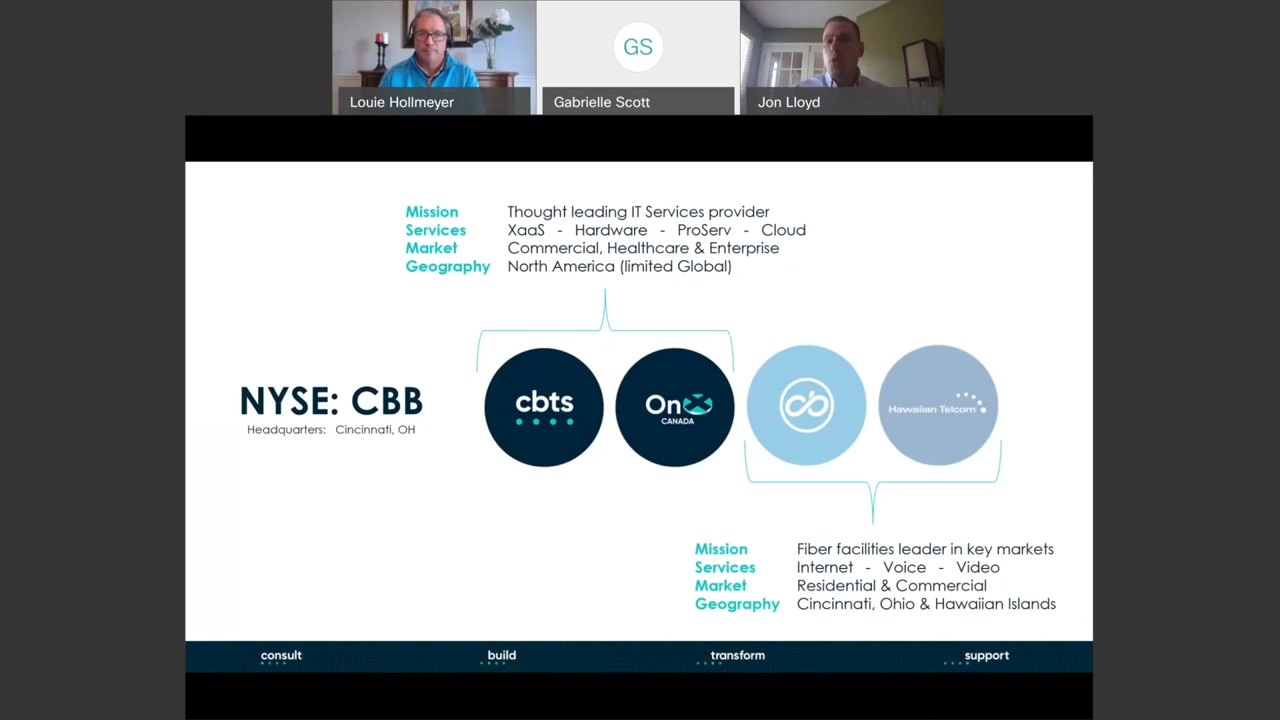 GS
Louie Hollmeyer
Gabrielle Scott
Jon Lloyd
Mission Thought leading IT Services provider
Services XaaS - Hardware - ProServ - Cloud
Market Commercial, Healthcare & Enterprise
Geography North America (limited Global)
NYSE: CBB
Headquarters: Cincinnati, OH
cbts
OnX
CANADA
cb
Hawaiian Telcom
Mission Fiber facilities leader in key markets
Services Internet - Voice - Video
Market Residential & Commercial
Geography Cincinnati, Ohio & Hawaiian Islands
consult build transform support